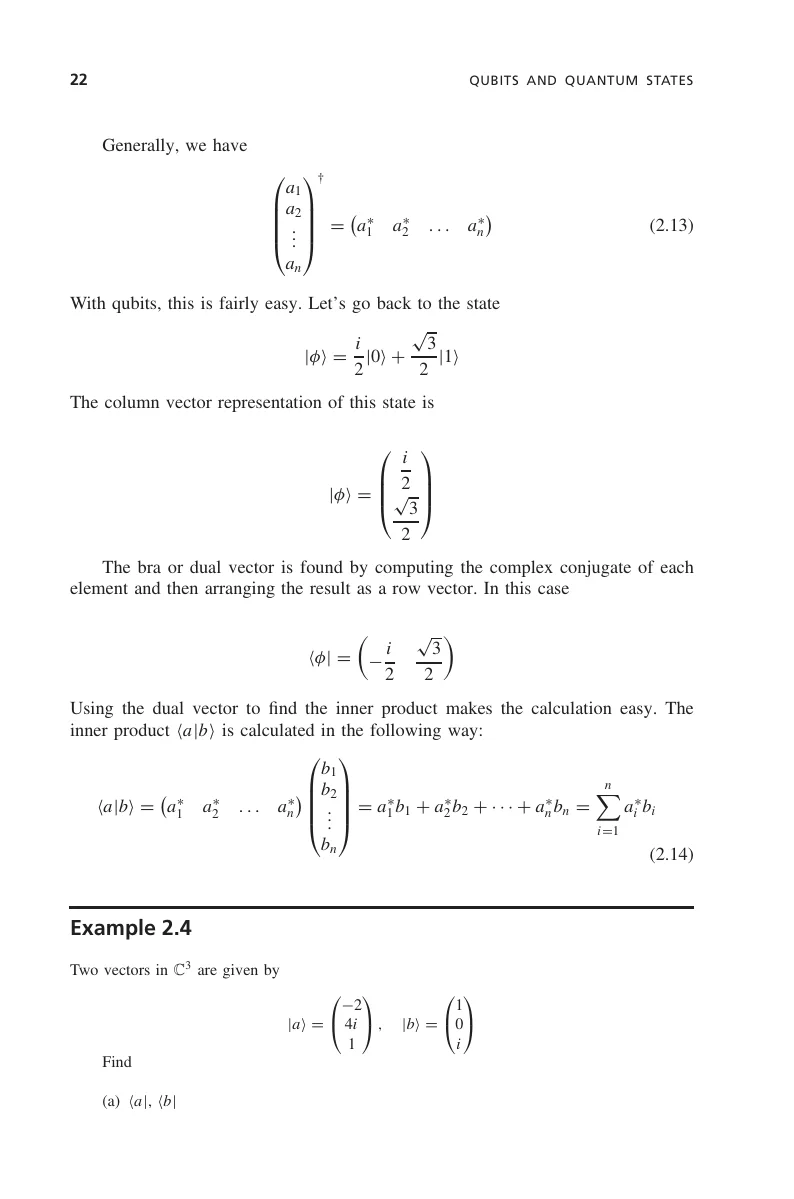 22 QUBITS AND QUANTUM STATES
Generally, we have
(a₁ a₂ ⋮ aₙ)† = (a₁* a₂* … aₙ*) (2.13)
With qubits, this is fairly easy. Let's go back to the state
|ϕ⟩ = i/2|0⟩ + √3/2|1⟩
The column vector representation of this state is
|ϕ⟩ = (i/2 √3/2)
The bra or dual vector is found by computing the complex conjugate of each
element and then arranging the result as a row vector. In this case
⟨ϕ| = (−i/2 √3/2)
Using the dual vector to find the inner product makes the calculation easy. The
inner product ⟨a|b⟩ is calculated in the following way:
⟨a|b⟩ = (a₁* a₂* … aₙ*) (b₁ b₂ ⋮ bₙ) = a₁*b₁ + a₂*b₂ + ⋯ + aₙ*bₙ = ∑ᵢ₌₁ⁿ aᵢ*bᵢ
(2.14)
Example 2.4
Two vectors in ℂ³ are given by
|a⟩ = (−2 4i 1), |b⟩ = (1 0 i)
Find
(a) ⟨a|, ⟨b|